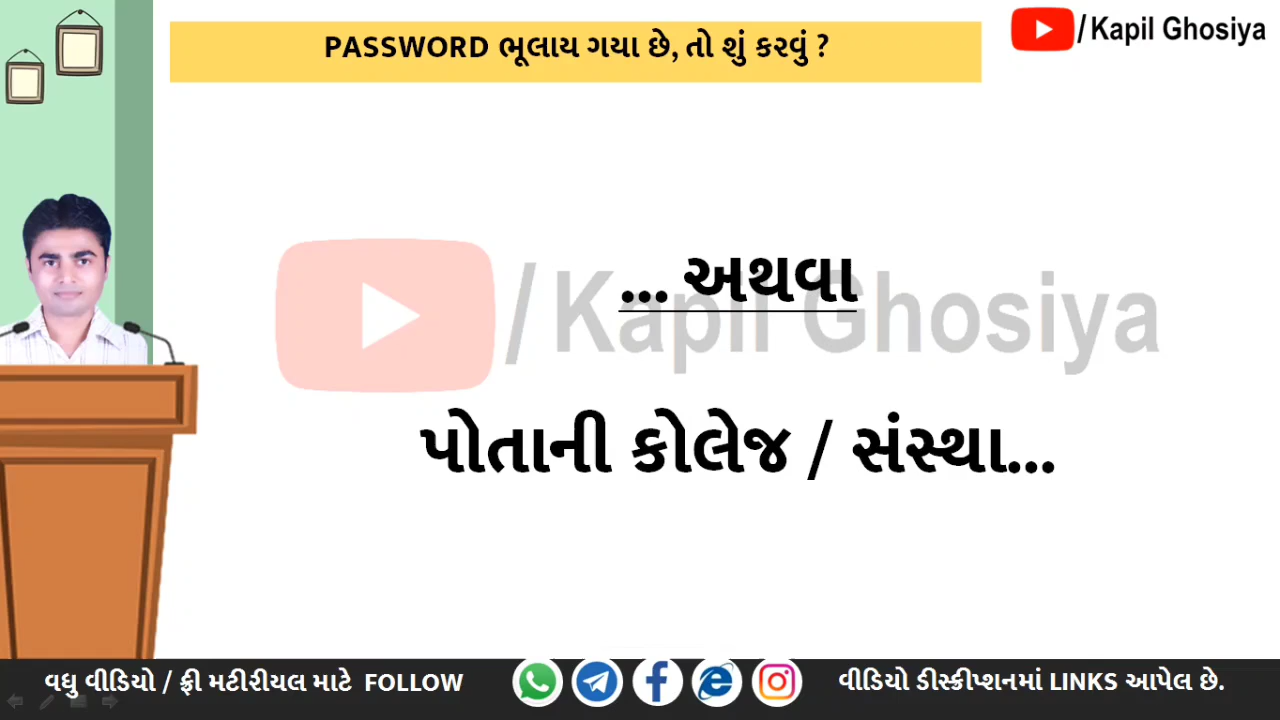 PASSWORD ભૂલાય ગયા છે, તો શું કરવું ?
/ Kapil Ghosiya
... અથવા
/ Kapil Ghosiya
પોતાની કોલેજ / સંસ્થા...
વધુ વીડિયો / ફ્રી મટીરીયલ માટે FOLLOW
વીડિયો ડીસ્ક્રીપ્શનમાં LINKS આપેલ છે.